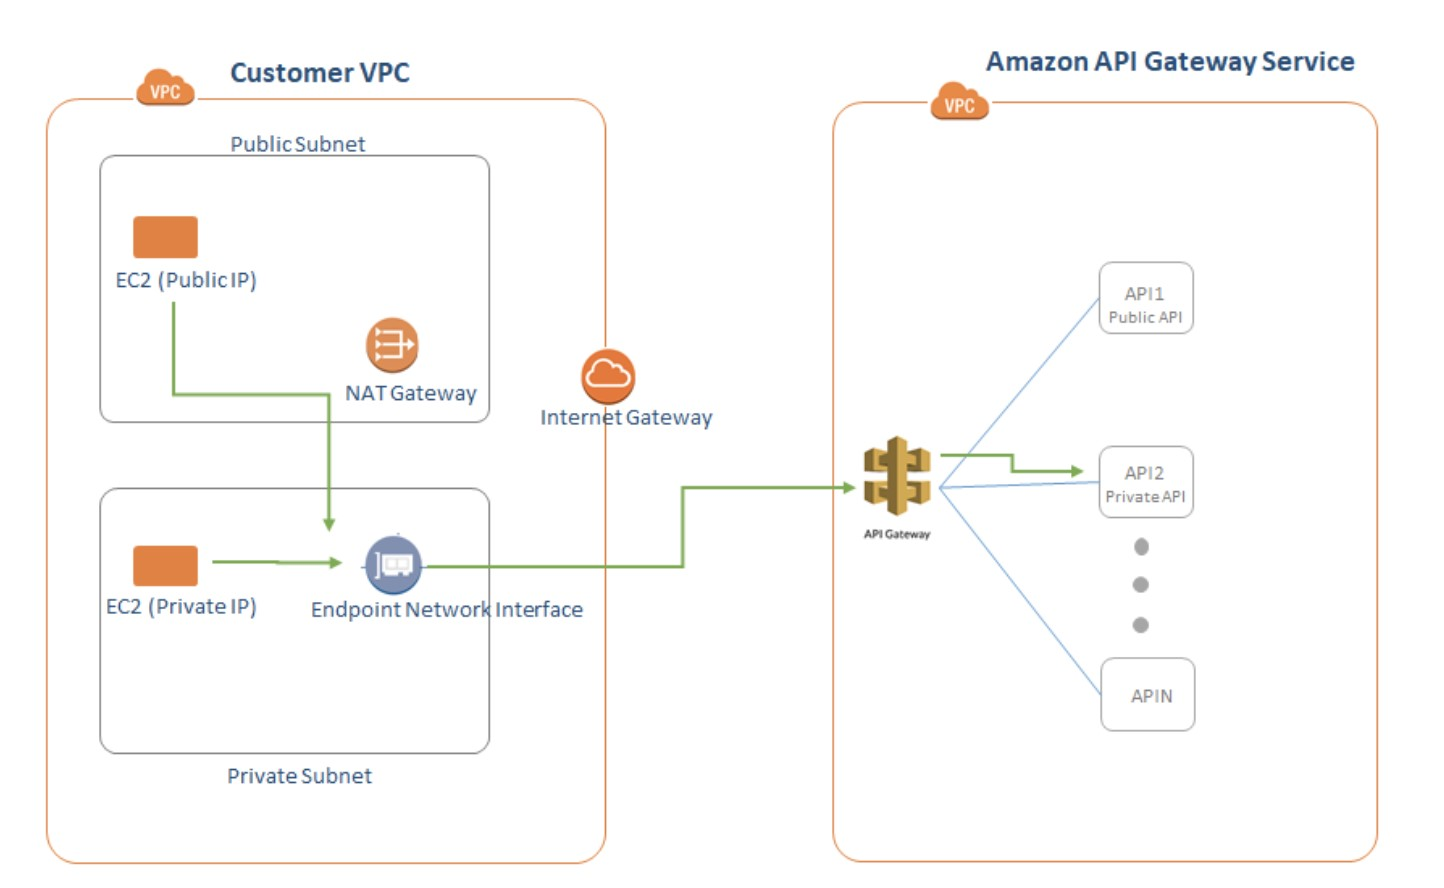 Customer VPC
VPC
Public Subnet
EC2 (Public IP)
NAT Gateway
Internet Gateway
EC2 (Private IP)
Endpoint Network Interface
Private Subnet
Amazon API Gateway Service
VPC
API Gateway
API1
Public API
API2
Private API
APIN